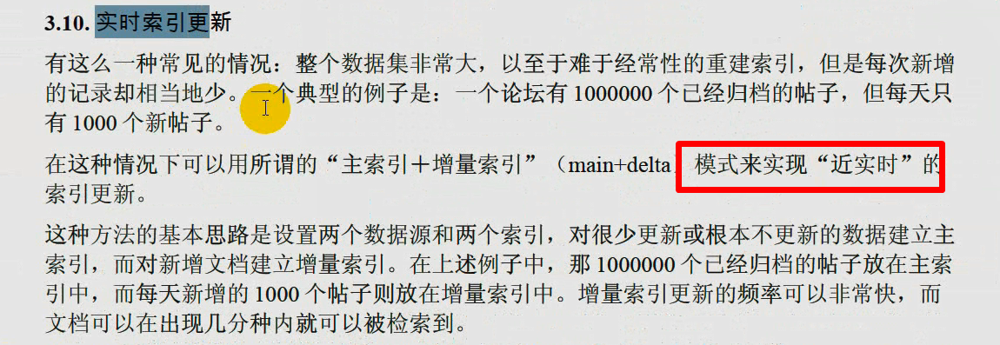 3.10. 实时索引更新
有这么一种常见的情况：整个数据集非常大，以至于难于经常性的重建索引，但是每次新增
的记录却相当地少。一个典型的例子是：一个论坛有 1000000 个已经归档的帖子，但每天只
有 1000 个新帖子。
在这种情况下可以用所谓的“主索引＋增量索引”（main+delta）模式来实现“近实时”的
索引更新。
这种方法的基本思路是设置两个数据源和两个索引，对很少更新或根本不更新的数据建立主
索引，而对新增文档建立增量索引。在上述例子中，那 1000000 个已经归档的帖子放在主索
引中，而每天新增的 1000 个帖子则放在增量索引中。增量索引更新的频率可以非常快，而
文档可以在出现几分种内就可以被检索到。